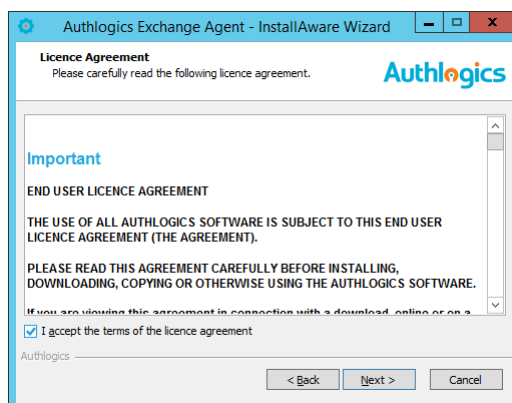 Authlogics Exchange Agent - InstallAware Wizard
Licence Agreement
Please carefully read the following licence agreement.
Authlogics
Important
END USER LICENCE AGREEMENT
THE USE OF ALL AUTHLOGICS SOFTWARE IS SUBJECT TO THIS END USER
LICENCE AGREEMENT (THE AGREEMENT).
PLEASE READ THIS AGREEMENT CAREFULLY BEFORE INSTALLING,
DOWNLOADING, COPYING OR OTHERWISE USING THE AUTHLOGICS SOFTWARE.
If you are viewing this agreement in connection with a download, online or on a
I accept the terms of the licence agreement
Authlogics
< Back
Next >
Cancel